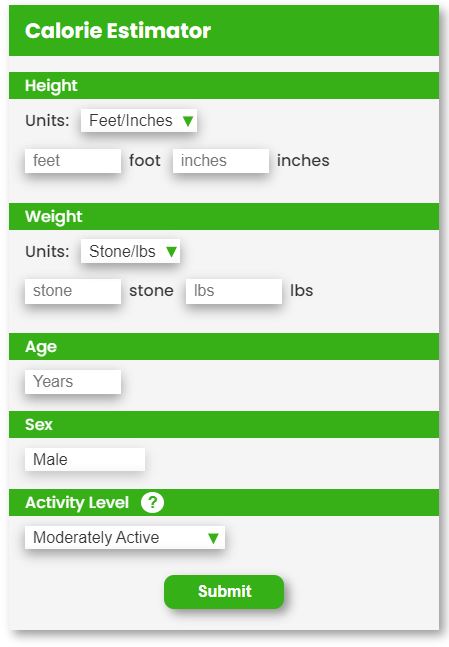 Calorie Estimator
Height
Units: Feet/Inches ▼
feet foot inches inches
Weight
Units: Stone/lbs ▼
stone stone lbs lbs
Age
Years
Sex
Male
Activity Level ?
Moderately Active ▼
Submit